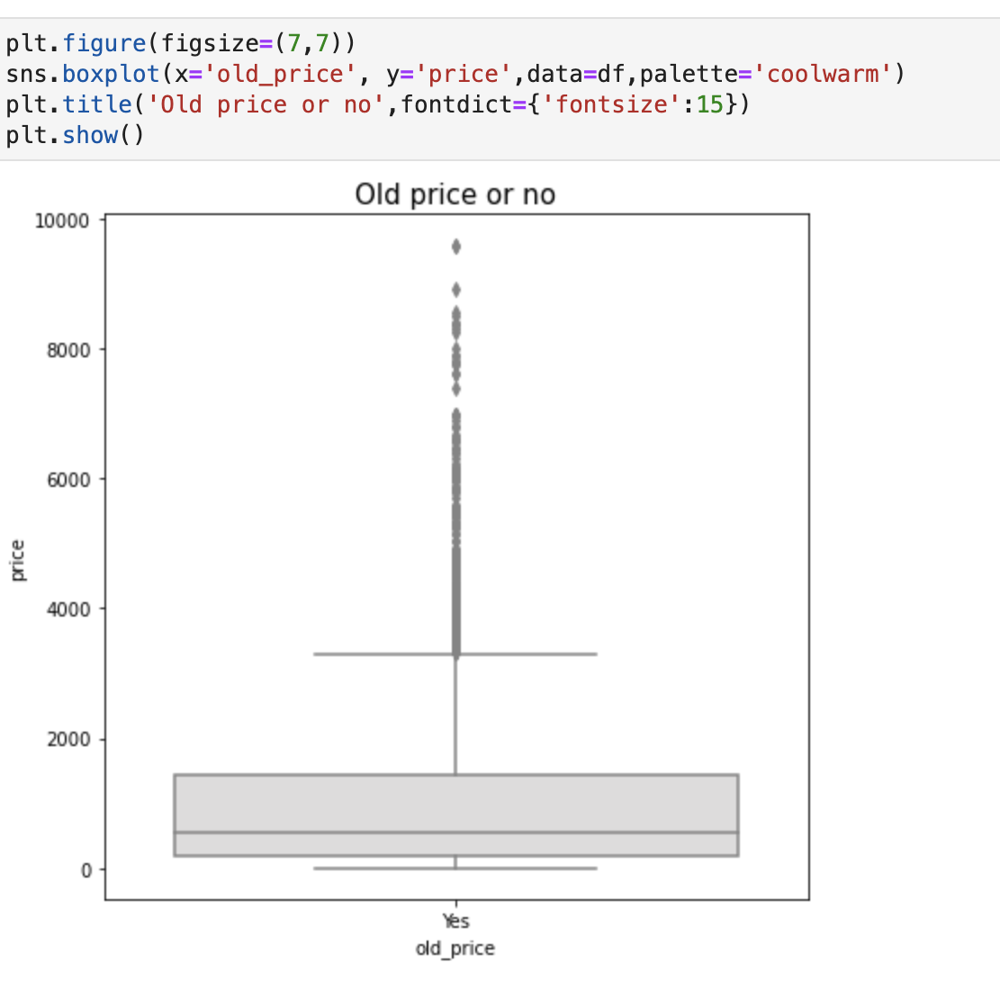 plt.figure(figsize=(7,7))
sns.boxplot(x='old_price', y='price',data=df,palette='coolwarm')
plt.title('Old price or no',fontdict={'fontsize':15})
plt.show()
Old price or no
10000
8000
6000
4000
2000
0
price
Yes
old_price